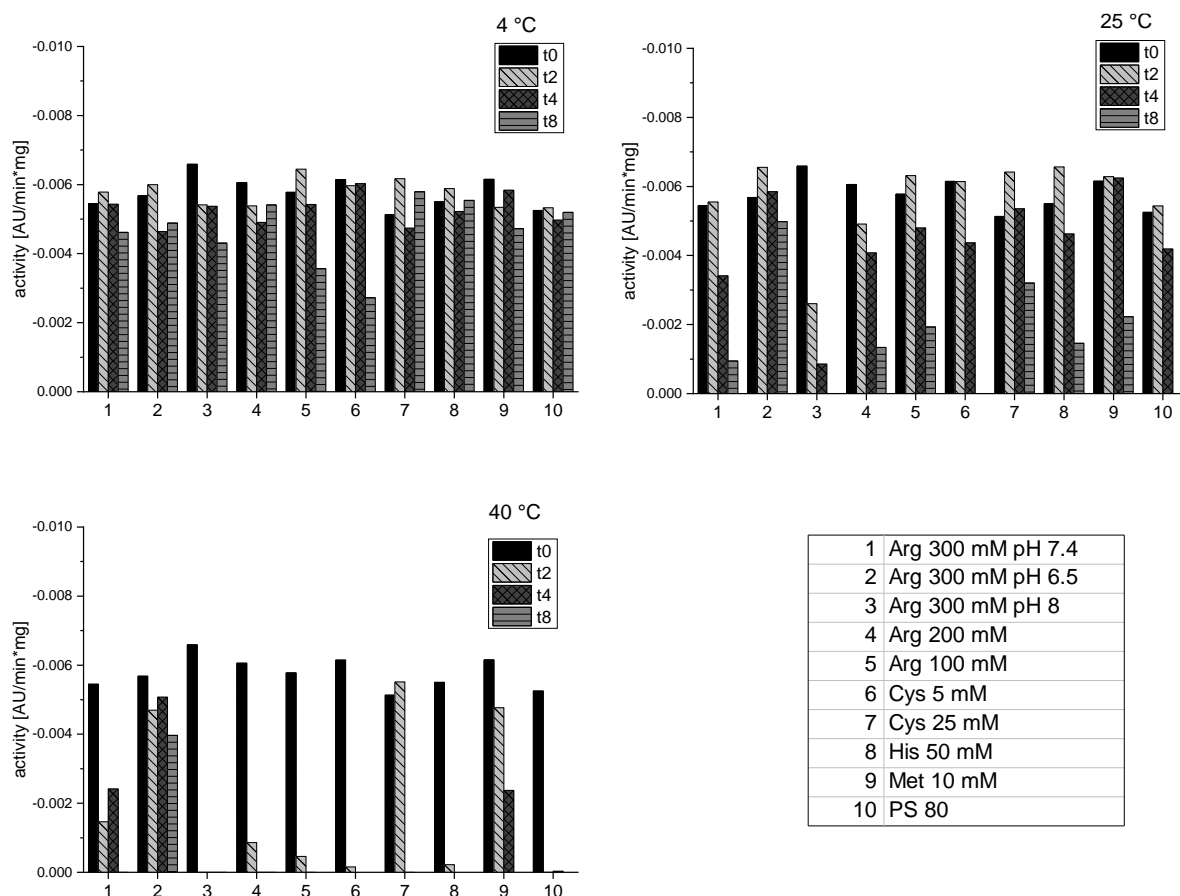 4 °C
-0.010
-0.008
-0.006
-0.004
-0.002
0.000
activity [AU/min*mg]
t0
t2
t4
t8
1 2 3 4 5 6 7 8 9 10
25 °C
-0.010
-0.008
-0.006
-0.004
-0.002
-0.000
activity [AU/min*mg]
t0
t2
t4
t8
1 2 3 4 5 6 7 8 9 10
40 °C
-0.010
-0.008
-0.006
-0.004
-0.002
0.000
activity [AU/min*mg]
t0
t2
t4
t8
1 2 3 4 5 6 7 8 9 10
1 Arg 300 mM pH 7.4
2 Arg 300 mM pH 6.5
3 Arg 300 mM pH 8
4 Arg 200 mM
5 Arg 100 mM
6 Cys 5 mM
7 Cys 25 mM
8 His 50 mM
9 Met 10 mM
10 PS 80